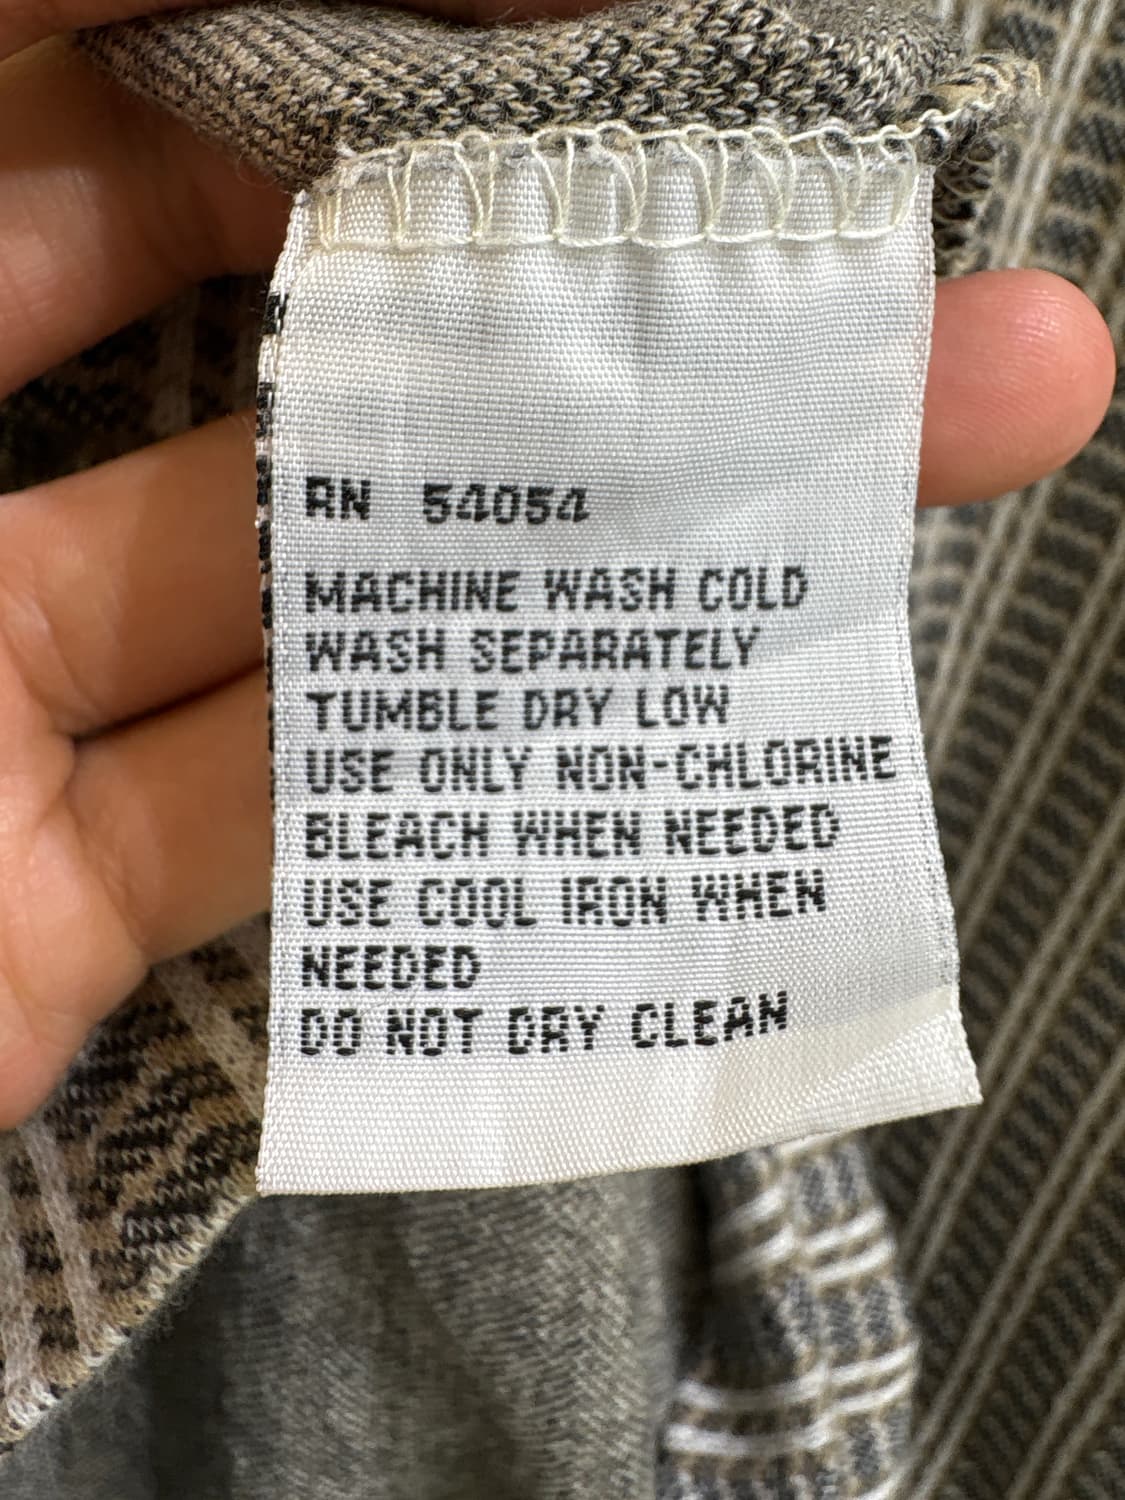 RN 54054
MACHINE WASH COLD
WASH SEPARATELY
TUMBLE DRY LOW
USE ONLY NON-CHLORINE
BLEACH WHEN NEEDED
USE COOL IRON WHEN
NEEDED
DO NOT DRY CLEAN